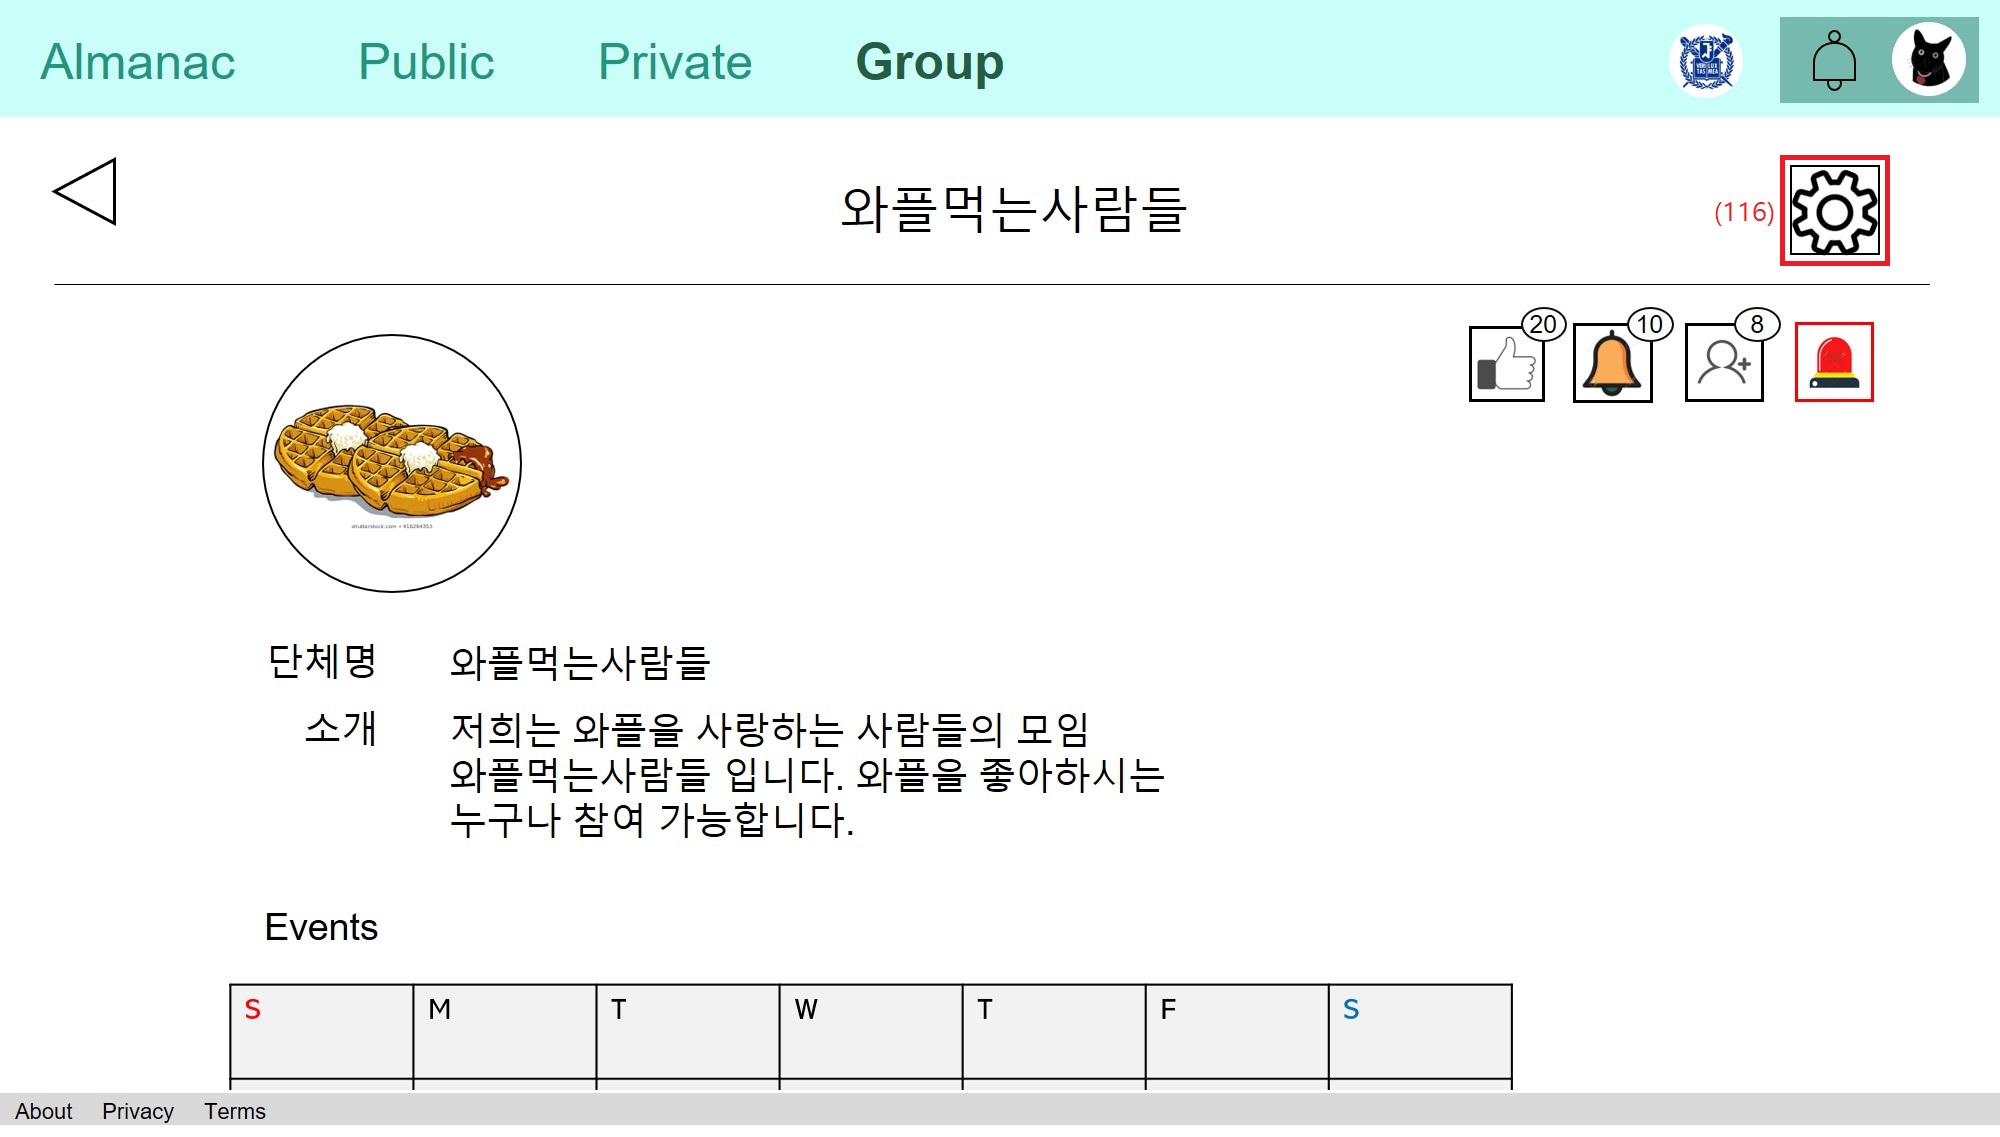 Almanac Public Private Group
와플먹는사람들
(116)
20 10 8
shutterstock.com • 416264353
단체명 와플먹는사람들
소개 저희는 와플을 사랑하는 사람들의 모임
와플먹는사람들 입니다. 와플을 좋아하시는
누구나 참여 가능합니다.
Events
S M T W T F S
About Privacy Terms